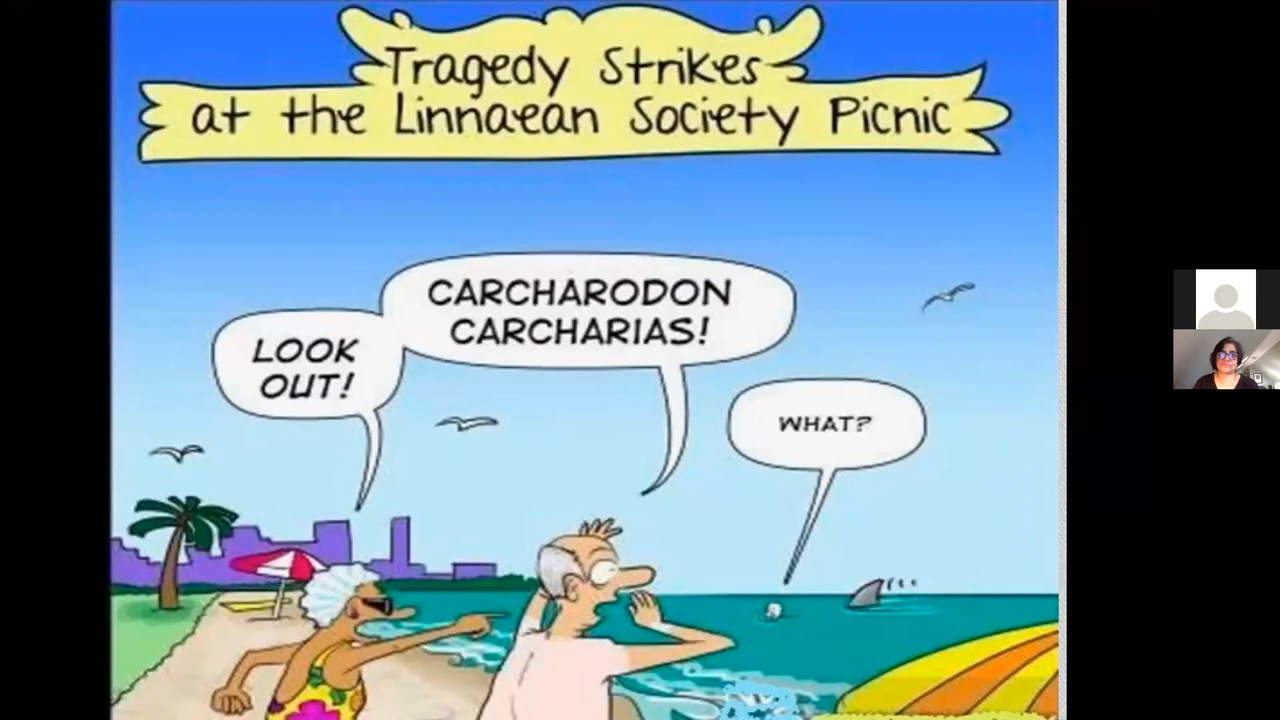 Tragedy Strikes
at the Linnaean Society Picnic
CARCHARODON
CARCHARIAS!
LOOK
OUT!
WHAT?